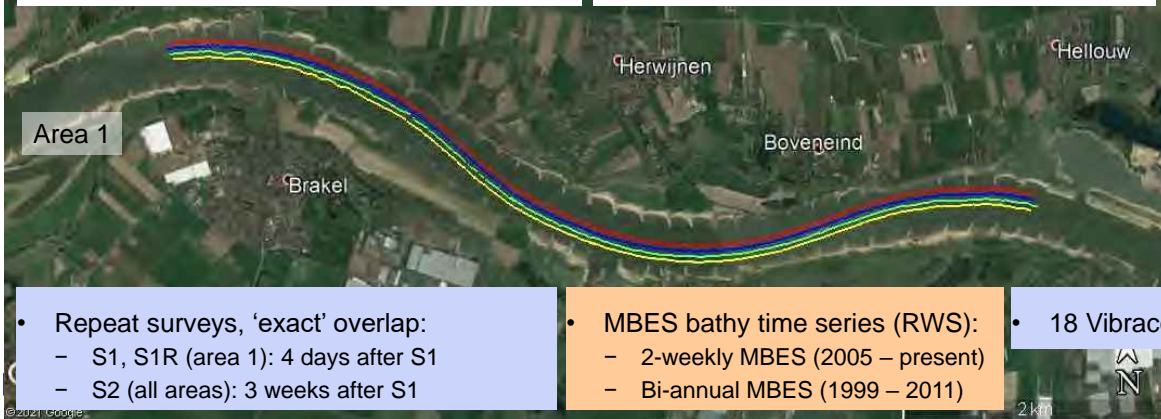 Herwijnen
Hellouw
Area 1
Boveneind
Brakel
• Repeat surveys, ‘exact’ overlap:
− S1, S1R (area 1): 4 days after S1
− S2 (all areas): 3 weeks after S1
• MBES bathy time series (RWS):
− 2-weekly MBES (2005 – present)
− Bi-annual MBES (1999 – 2011)
• 18
N
©2021 Google
2 km